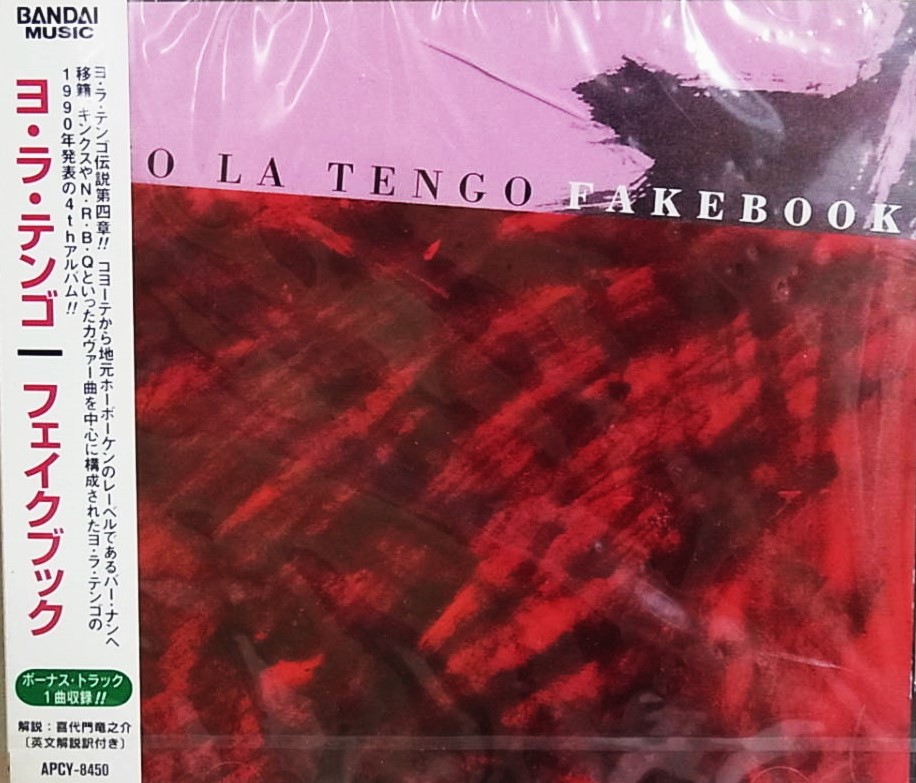 BANDAI
MUSIC
ヨ・ラ・テンゴ伝説第四章!! コヨーテから地元ホーボーケンのレーベルであるバー・ナンへ
移籍 キンクスやN・R・B・Qといったカヴァー曲を中心に構成されたヨ・ラ・テンゴの
1990年発表の4thアルバム!!
ヨ・ラ・テンゴ ー フェイクブック
ボーナス・トラック
1曲収録!!
解説：喜代門竜之介
〔英文解説訳付き〕
APCY-8450
O LA TENGO FAKEBOOK